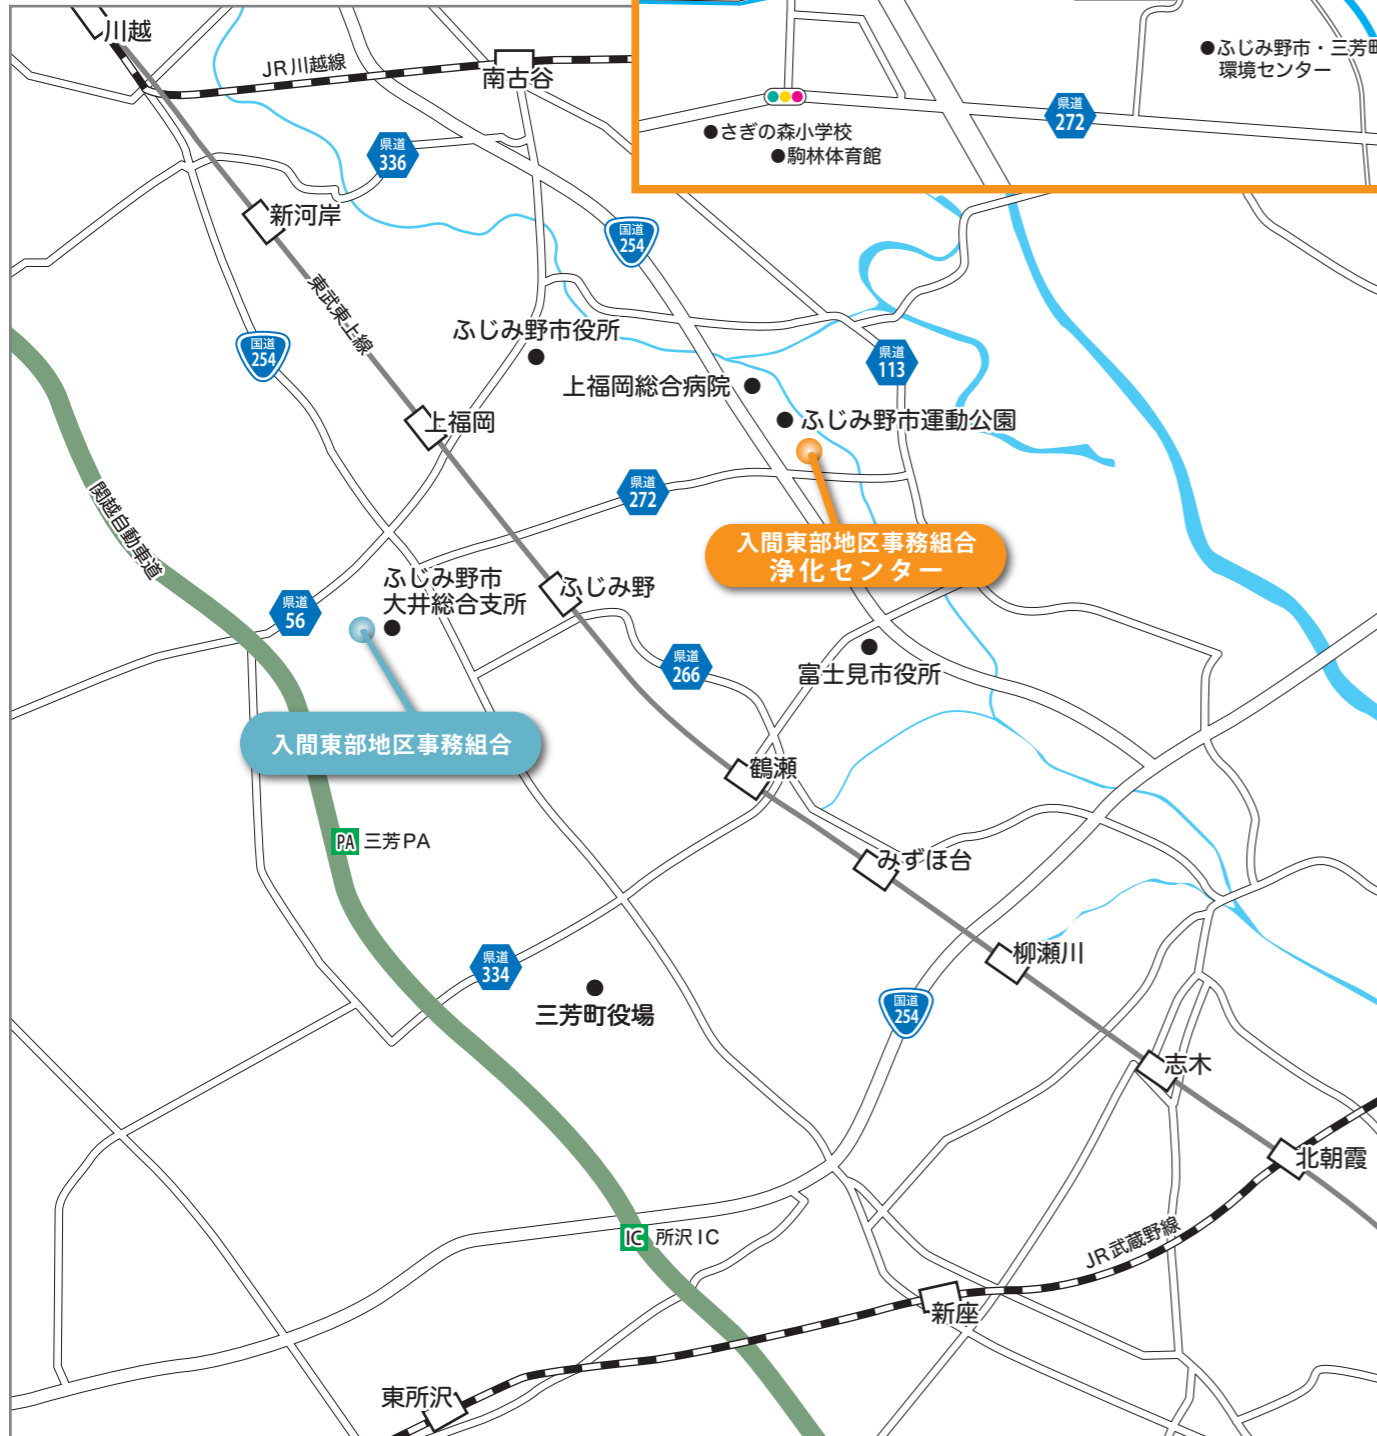 川越
JR川越線
南古谷
●ふじみ野市・三芳町
環境センター
県道
272
●さぎの森小学校
●駒林体育館
県道
336
新河岸
国道
254
東武東上線
国道
254
ふじみ野市役所
県道
113
上福岡総合病院
ふじみ野市運動公園
上福岡
関越自動車道
県道
272
入間東部地区事務組合
浄化センター
ふじみ野市
大井総合支所
ふじみ野
県道
56
県道
266
富士見市役所
入間東部地区事務組合
鶴瀬
PA 三芳PA
みずほ台
県道
334
柳瀬川
三芳町役場
国道
254
志木
北朝霞
IC 所沢IC
JR武蔵野線
新座
東所沢